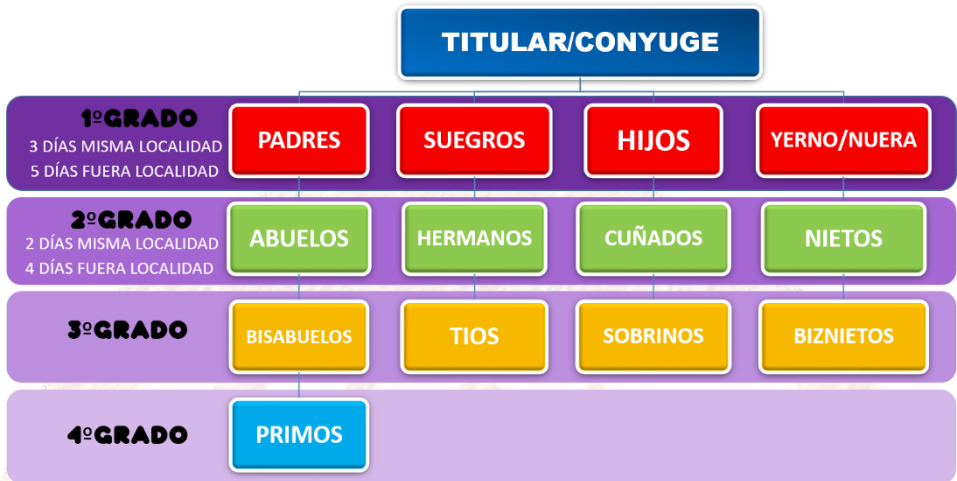 TITULAR/CONYUGE
1ºGRADO
3 DÍAS MISMA LOCALIDAD
5 DÍAS FUERA LOCALIDAD
PADRES
SUEGROS
HIJOS
YERNO/NUERA
2ºGRADO
2 DÍAS MISMA LOCALIDAD
4 DÍAS FUERA LOCALIDAD
ABUELOS
HERMANOS
CUÑADOS
NIETOS
3ºGRADO
BISABUELOS
TIOS
SOBRINOS
BIZNIETOS
4ºGRADO
PRIMOS